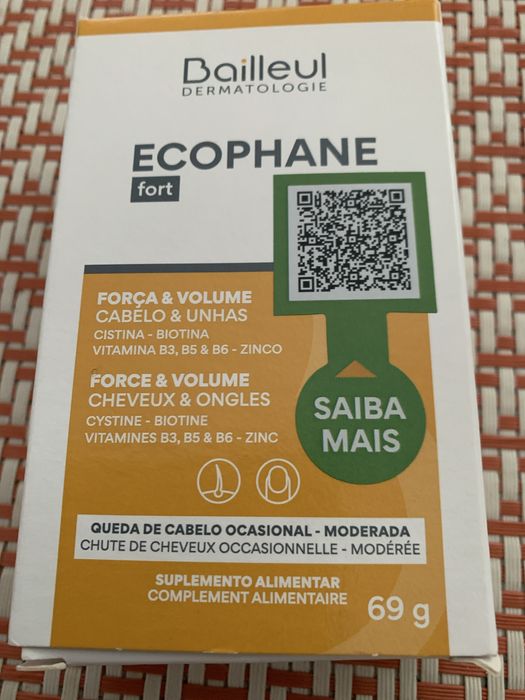 Bailleul
DERMATOLOGIE
ECOPHANE
fort
FORÇA & VOLUME
CABELO & UNHAS
CISTINA - BIOTINA
VITAMINA B3, B5 & B6 - ZINCO
FORCE & VOLUME
CHEVEUX & ONGLES
CYSTINE - BIOTINE
VITAMINES B3, B5 & B6 - ZINC
SAIBA
MAIS
QUEDA DE CABELO OCASIONAL - MODERADA
CHUTE DE CHEVEUX OCCASIONNELLE - MODÉRÉE
SUPLEMENTO ALIMENTAR
COMPLEMENT ALIMENTAIRE
69 g